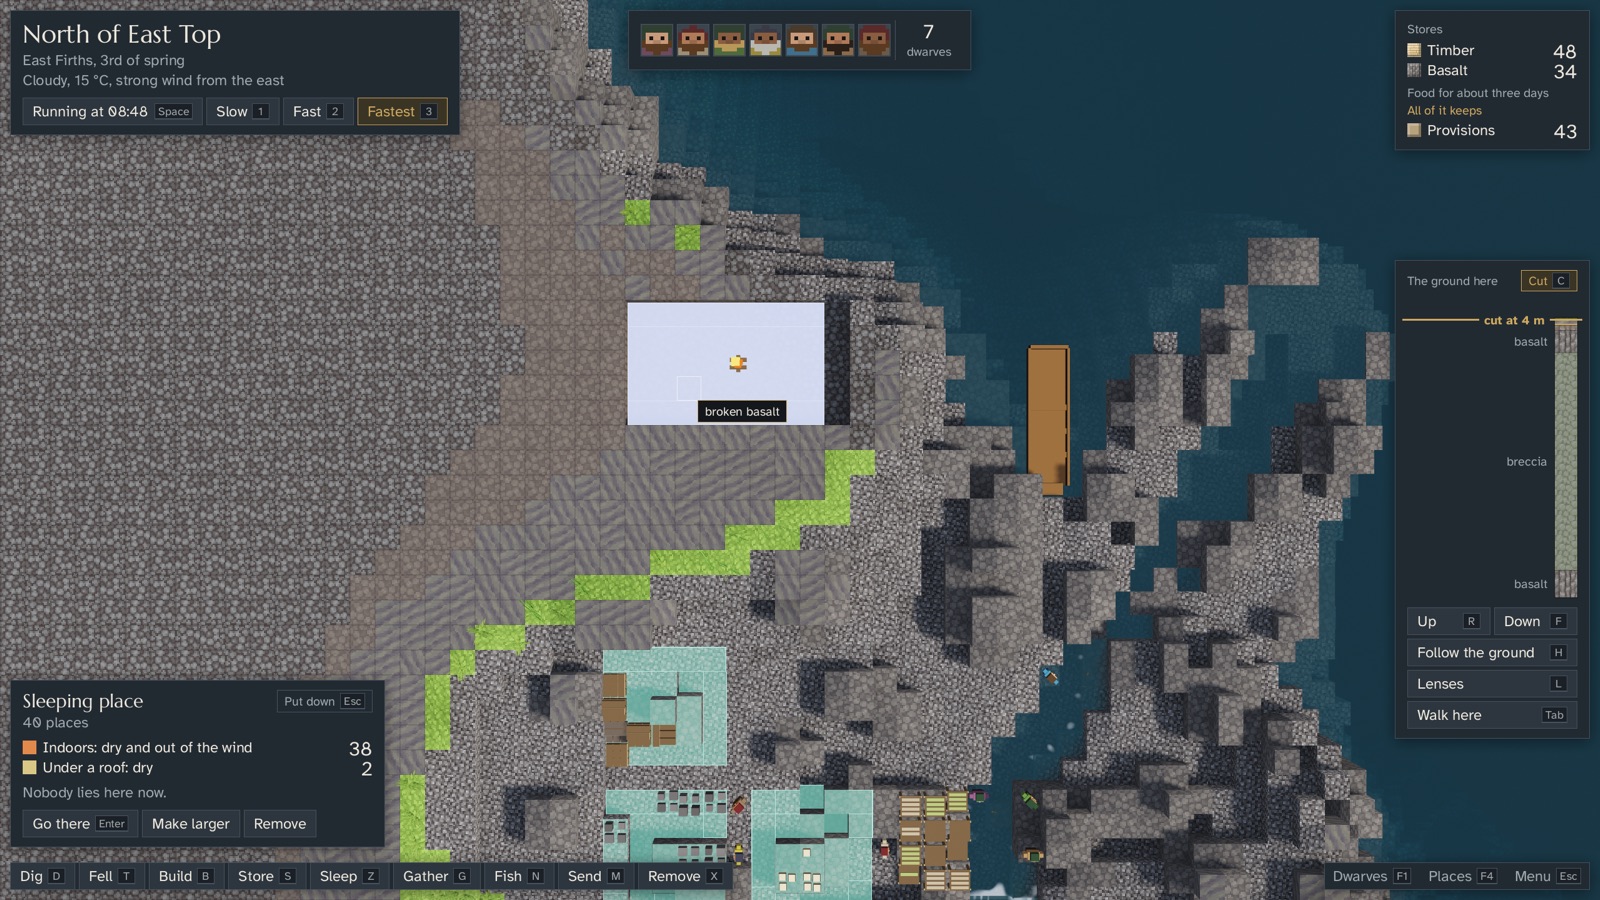 North of East Top
East Firths, 3rd of spring
Cloudy, 15 °C, strong wind from the east
Running at 08:48 Space
Slow 1
Fast 2
Fastest 3
7
dwarves
Stores
Timber 48
Basalt 34
Food for about three days
All of it keeps
Provisions 43
The ground here
Cut C
cut at 4 m
basalt
breccia
basalt
Up R
Down F
Follow the ground H
Lenses L
Walk here Tab
broken basalt
Sleeping place
Put down Esc
40 places
Indoors: dry and out of the wind 38
Under a roof: dry 2
Nobody lies here now.
Go there Enter
Make larger
Remove
Dig D
Fell T
Build B
Store S
Sleep Z
Gather G
Fish N
Send M
Remove X
Dwarves F1
Places F4
Menu Esc